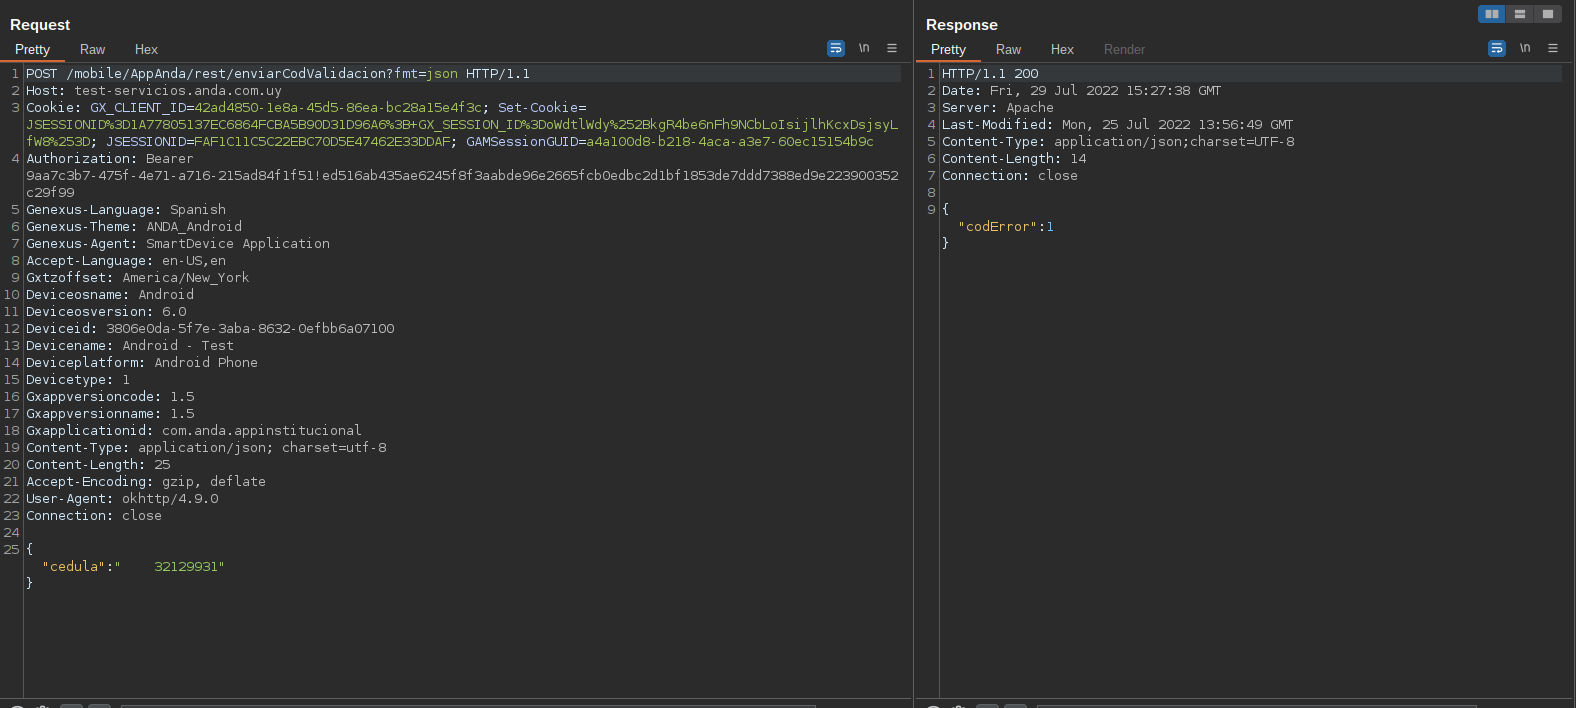 Request
Pretty Raw Hex
\n
1 POST /mobile/AppAnda/rest/enviarCodValidacion?fmt=json HTTP/1.1
2 Host: test-servicios.anda.com.uy
3 Cookie: GX_CLIENT_ID=42ad4850-1e8a-45d5-86ea-bc28a15e4f3c; Set-Cookie=
JSESSIONID%3D1A77805137EC6864FCBA5B90D31D96A6%3B+GX_SESSION_ID%3DoWdtlWdy%252BkgR4be6nFh9NCbLoIsijlhKcxDsjsyL
fW8%253D; JSESSIONID=FAF1C11C5C22EBC70D5E47462E33DDAF; GAMSessionGUID=a4a100d8-b218-4aca-a3e7-60ec15154b9c
4 Authorization: Bearer
9aa7c3b7-475f-4e71-a716-215ad84f1f51!ed516ab435ae6245f8f3aabde96e2665fcb0edbc2d1bf1853de7ddd7388ed9e223900352
c29f99
5 Genexus-Language: Spanish
6 Genexus-Theme: ANDA_Android
7 Genexus-Agent: SmartDevice Application
8 Accept-Language: en-US,en
9 Gxtzoffset: America/New_York
10 Deviceosname: Android
11 Deviceosversion: 6.0
12 Deviceid: 3806e0da-5f7e-3aba-8632-0efbb6a07100
13 Devicename: Android - Test
14 Deviceplatform: Android Phone
15 Devicetype: 1
16 Gxappversioncode: 1.5
17 Gxappversionname: 1.5
18 Gxapplicationid: com.anda.appinstitucional
19 Content-Type: application/json; charset=utf-8
20 Content-Length: 25
21 Accept-Encoding: gzip, deflate
22 User-Agent: okhttp/4.9.0
23 Connection: close
24
25 {
"cedula":"    32129931"
}
Response
Pretty Raw Hex Render
\n
1 HTTP/1.1 200
2 Date: Fri, 29 Jul 2022 15:27:38 GMT
3 Server: Apache
4 Last-Modified: Mon, 25 Jul 2022 13:56:49 GMT
5 Content-Type: application/json;charset=UTF-8
6 Content-Length: 14
7 Connection: close
8
9 {
"codError":1
}